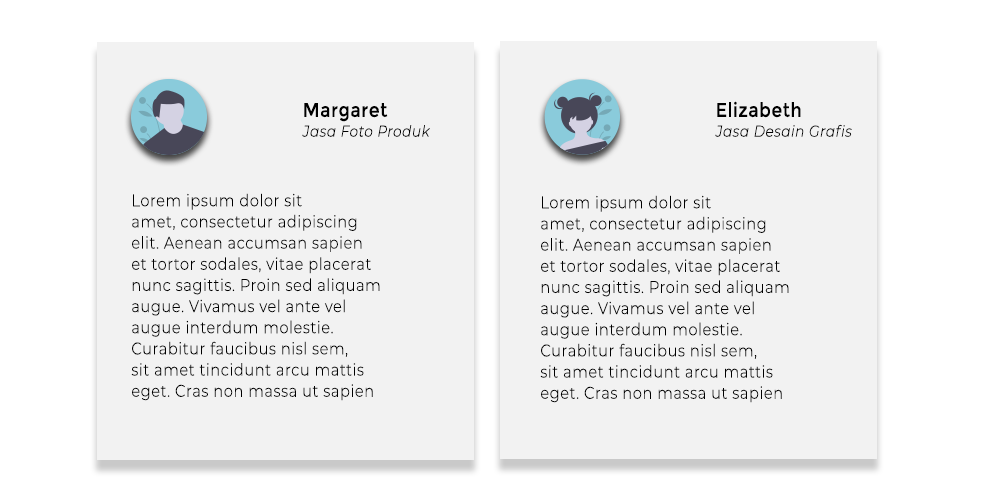 Margaret
Jasa Foto Produk
Lorem ipsum dolor sit
amet, consectetur adipiscing
elit. Aenean accumsan sapien
et tortor sodales, vitae placerat
nunc sagittis. Proin sed aliquam
augue. Vivamus vel ante vel
augue interdum molestie.
Curabitur faucibus nisl sem,
sit amet tincidunt arcu mattis
eget. Cras non massa ut sapien
Elizabeth
Jasa Desain Grafis
Lorem ipsum dolor sit
amet, consectetur adipiscing
elit. Aenean accumsan sapien
et tortor sodales, vitae placerat
nunc sagittis. Proin sed aliquam
augue. Vivamus vel ante vel
augue interdum molestie.
Curabitur faucibus nisl sem,
sit amet tincidunt arcu mattis
eget. Cras non massa ut sapien